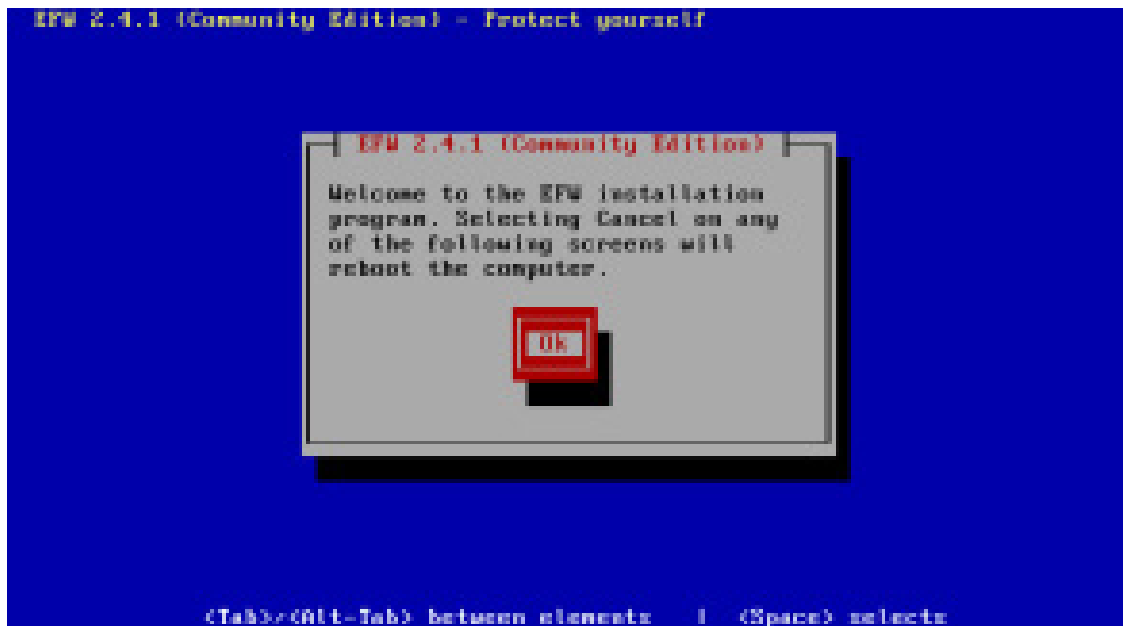 EFW 2.4.1 (Community Edition) - Protect yourself
EFW 2.4.1 (Community Edition)
Welcome to the EFW installation
program. Selecting Cancel on any
of the following screens will
reboot the computer.
Ok
<Tab>/<Alt-Tab> between elements | <Space> selects